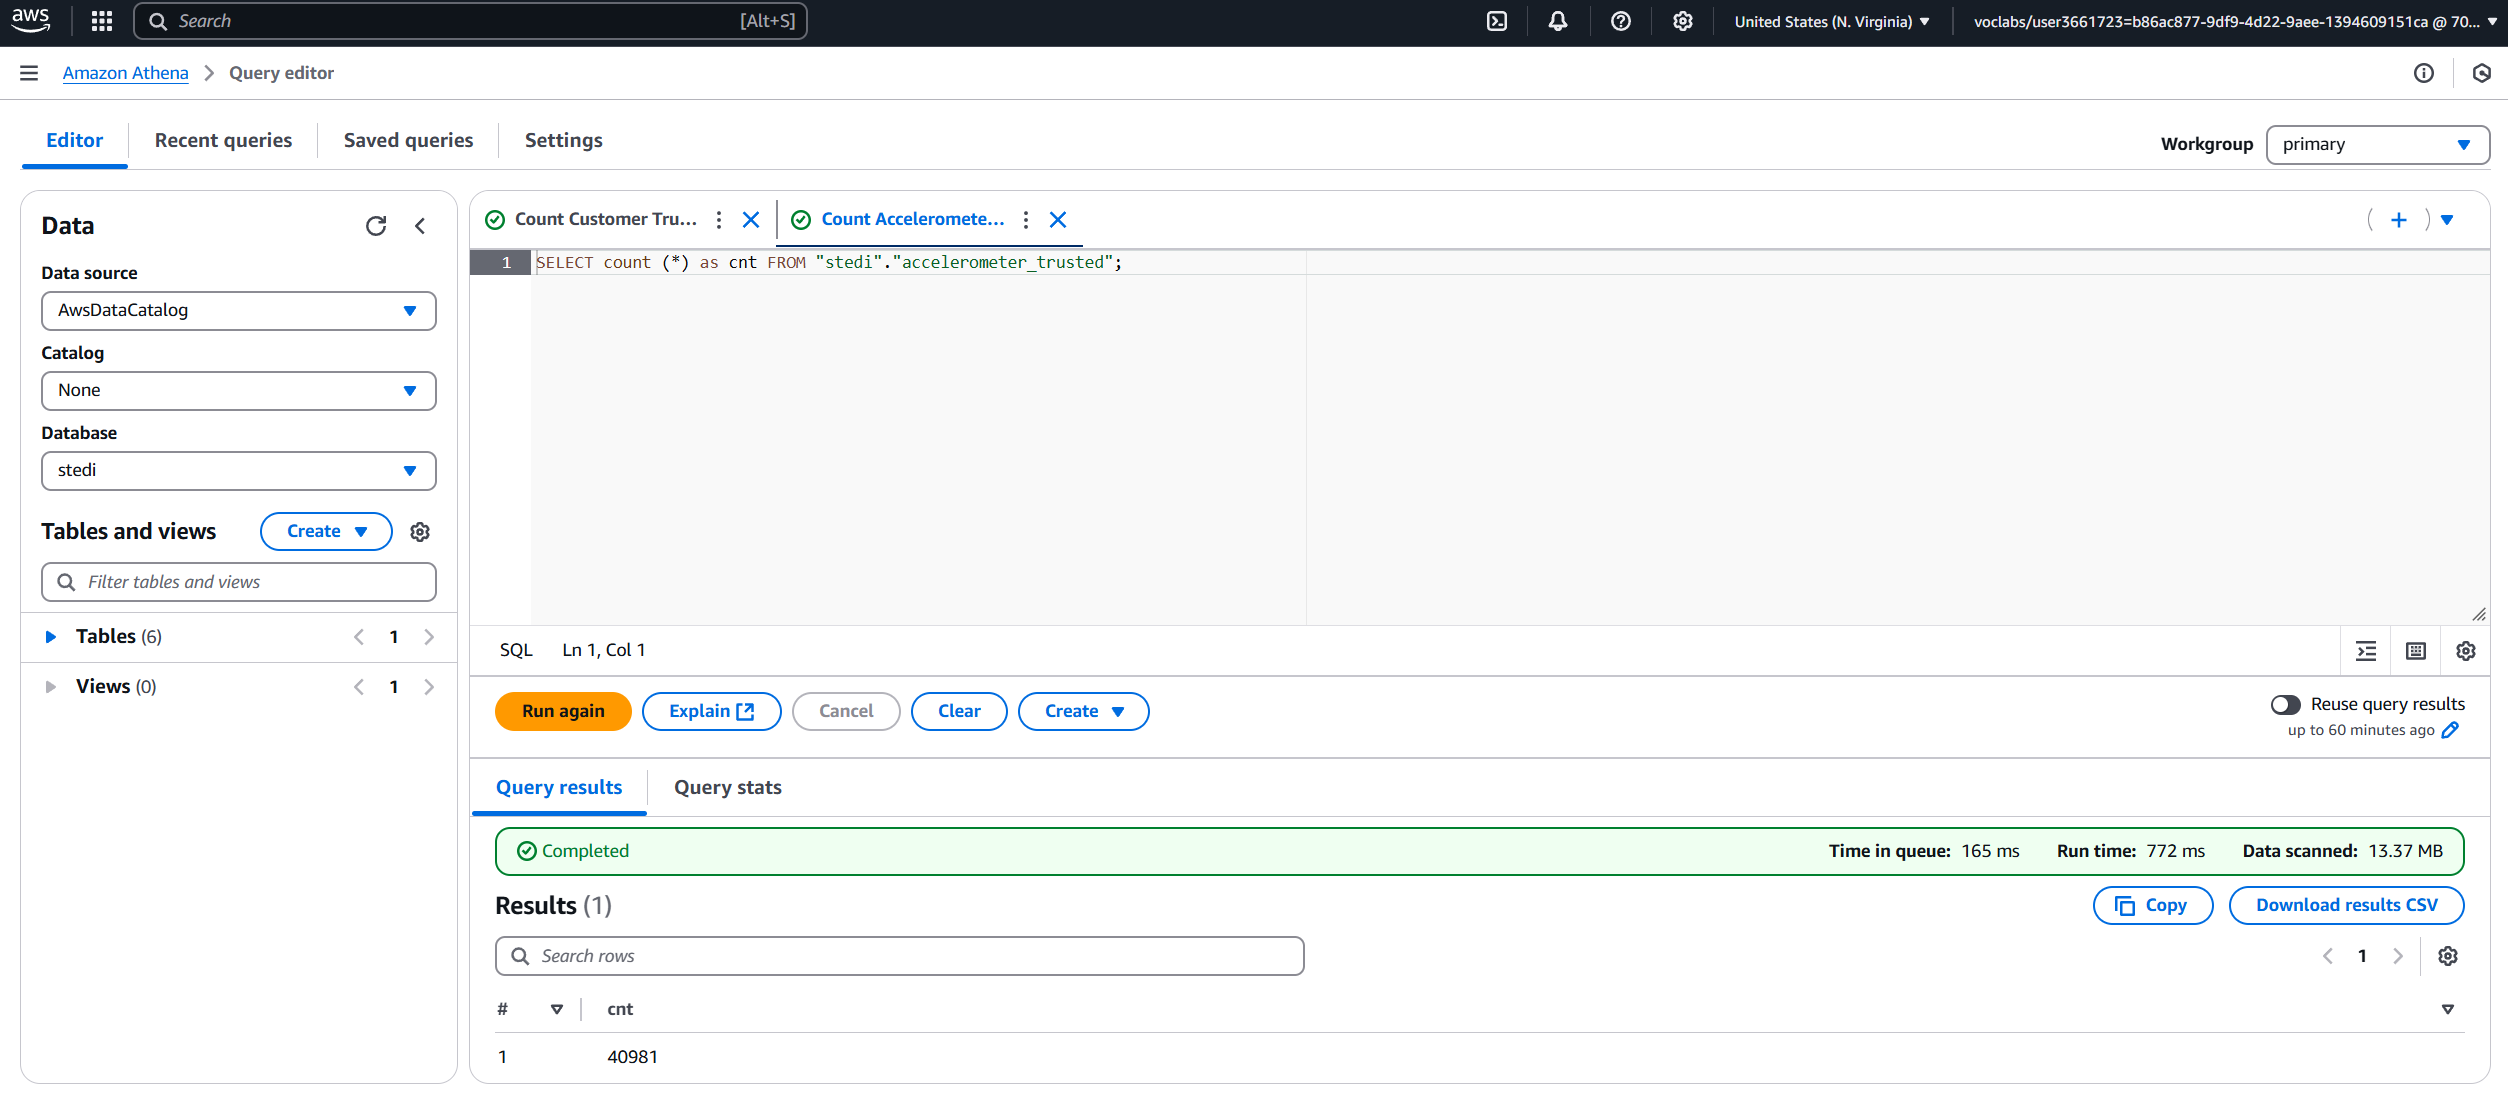 aws
Search [Alt+S]
United States (N. Virginia)
voclabs/user3661723=b86ac877-9df9-4d22-9aee-1394609151ca @ 70...
Amazon Athena > Query editor
Editor
Recent queries
Saved queries
Settings
Workgroup
primary
Data
Data source
AwsDataCatalog
Catalog
None
Database
stedi
Tables and views
Create
Filter tables and views
Tables (6)
1
Views (0)
1
Count Customer Tru...
Count Acceleromete...
1 SELECT count (*) as cnt FROM "stedi"."accelerometer_trusted";
SQL Ln 1, Col 1
Run again
Explain
Cancel
Clear
Create
Reuse query results
up to 60 minutes ago
Query results
Query stats
Completed
Time in queue: 165 ms
Run time: 772 ms
Data scanned: 13.37 MB
Results (1)
Copy
Download results CSV
Search rows
1
# cnt
1 40981